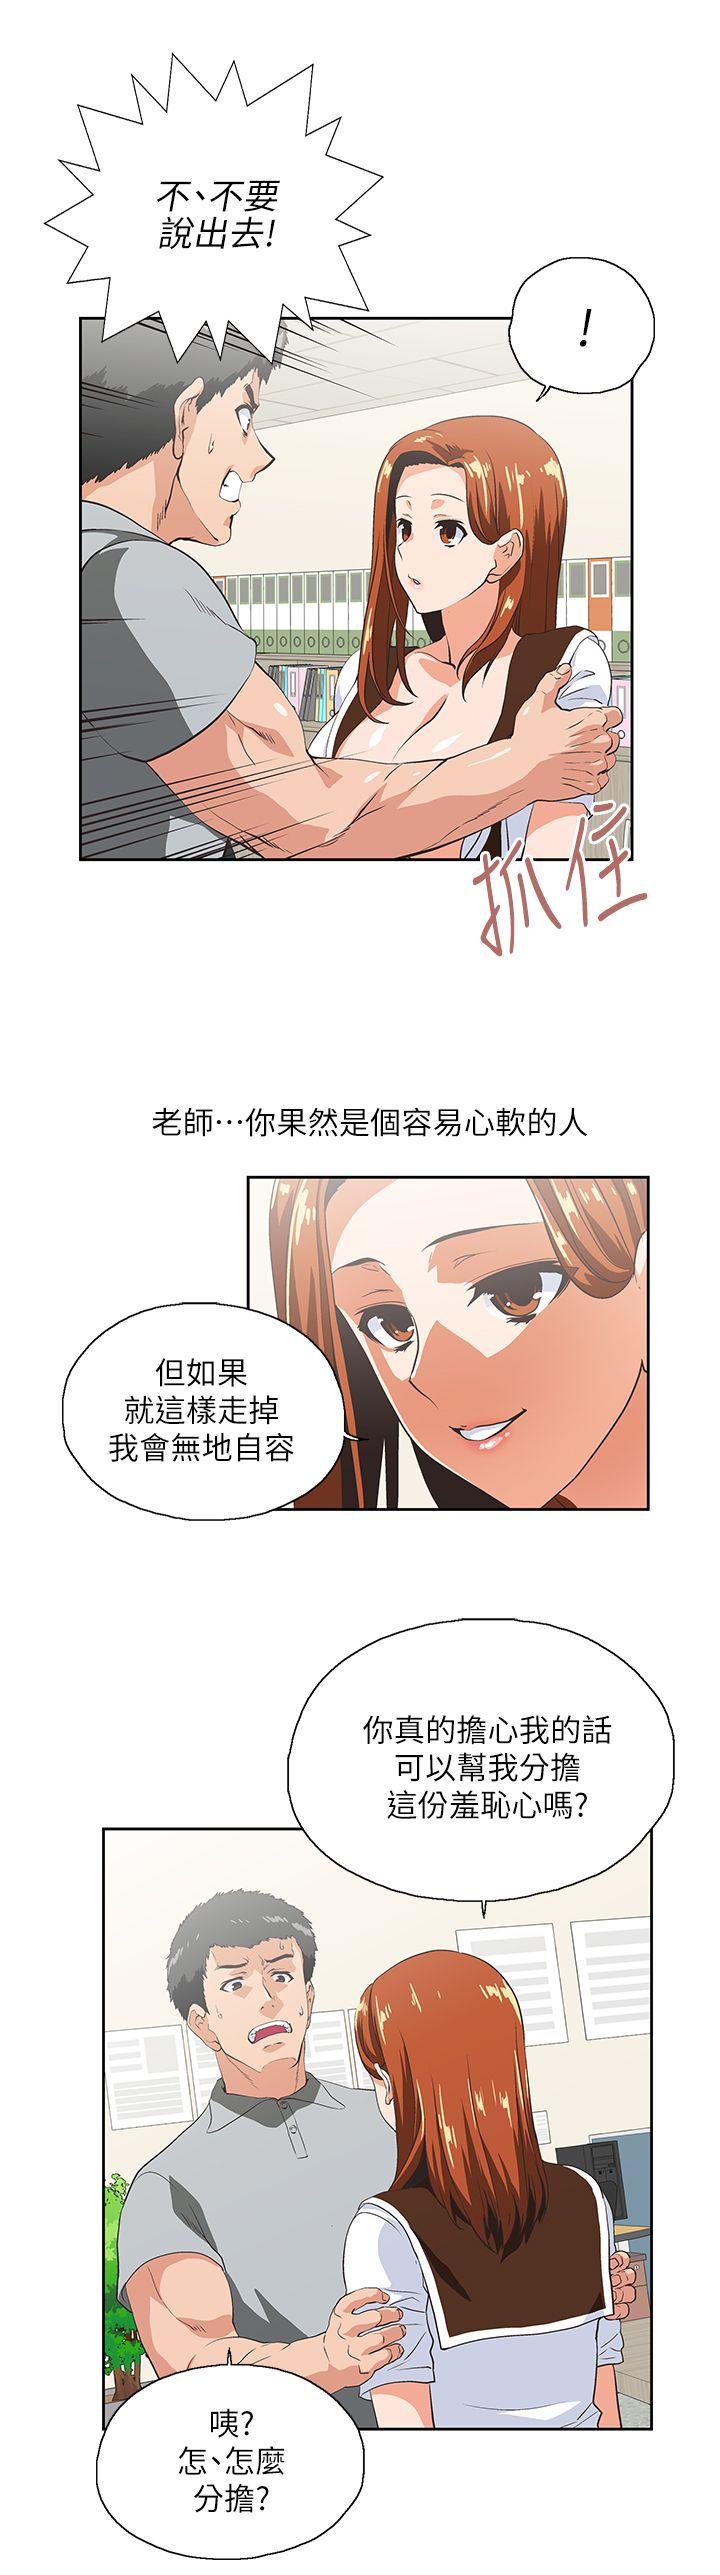 不、不要
說出去!
!
抓住
老師⋯你果然是個容易心軟的人
但如果
就這樣走掉
我會無地自容
你真的擔心我的話
可以幫我分擔
這份羞恥心嗎?
咦?
怎、怎麼
分擔?